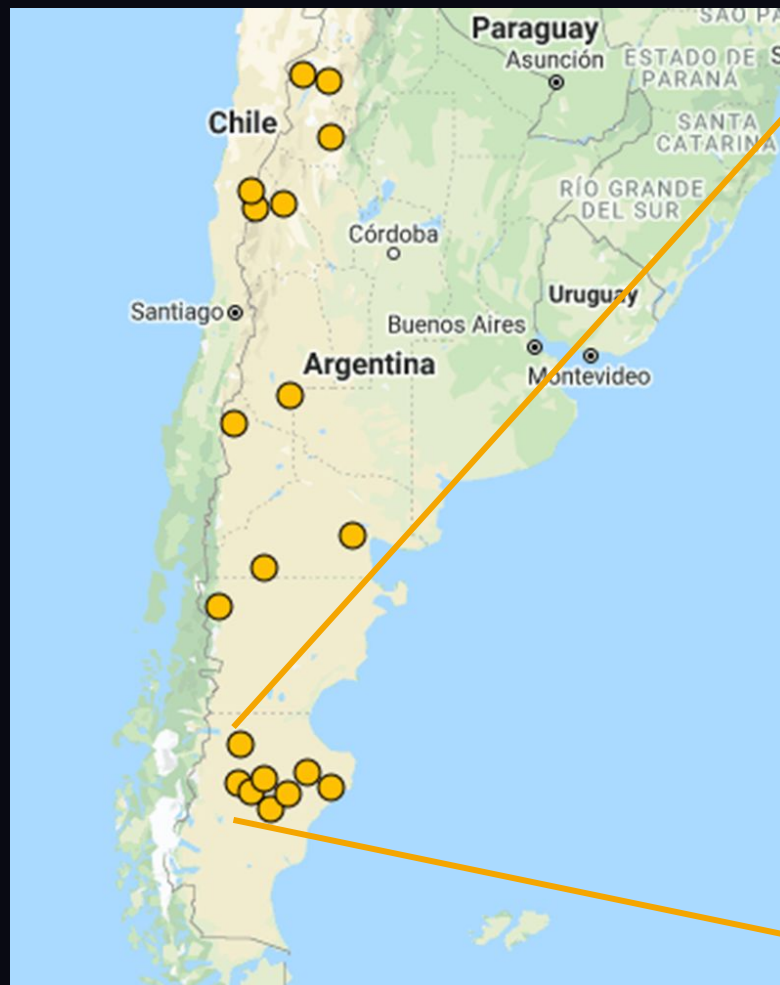 SÃO PA
Paraguay
Asunción
ESTADO DE
PARANÁ
S
Chile
SANTA
CATARINA
RÍO GRANDE
DEL SUR
Córdoba
Uruguay
Santiago
Buenos Aires
Argentina
Montevideo